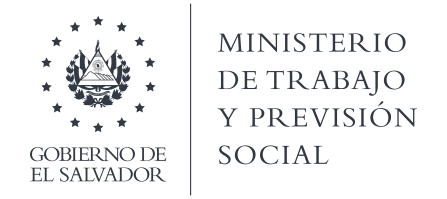 GOBIERNO DE
EL SALVADOR
MINISTERIO
DE TRABAJO
Y PREVISIÓN
SOCIAL